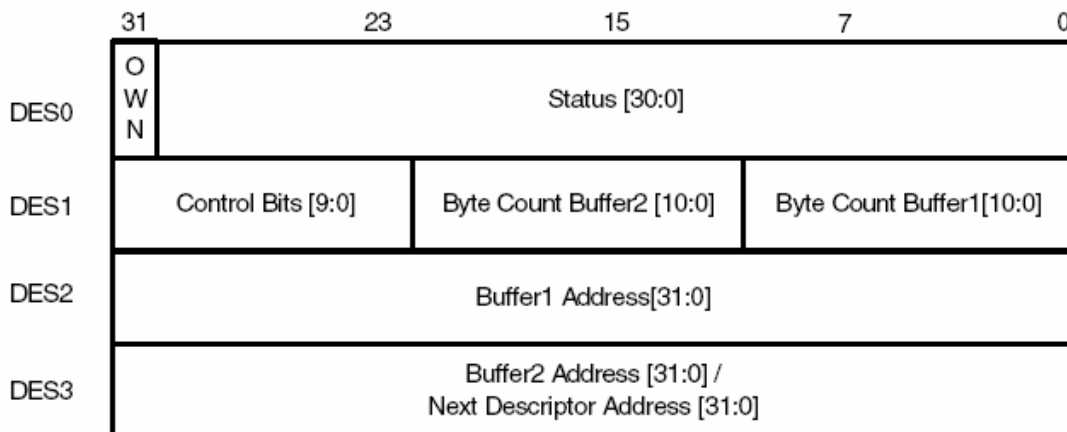 31 23 15 7 0
DES0
O
W
N
Status [30:0]
DES1
Control Bits [9:0]
Byte Count Buffer2 [10:0]
Byte Count Buffer1[10:0]
DES2
Buffer1 Address[31:0]
DES3
Buffer2 Address [31:0] /
Next Descriptor Address [31:0]